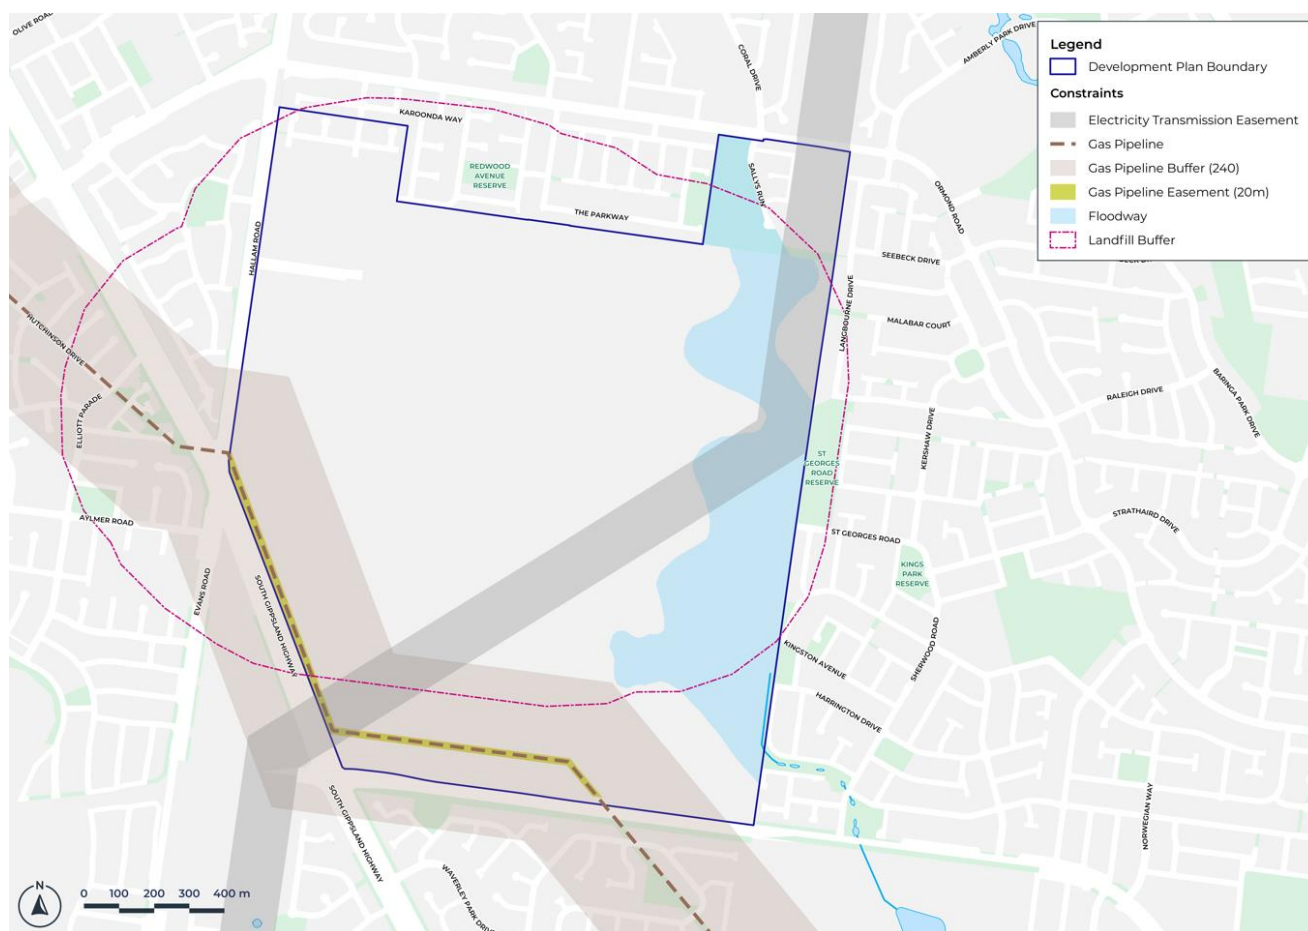 OLIVE ROAD
CORAL DRIVE
AMBERLY PARK DRIVE
Legend
Development Plan Boundary
Constraints
Electricity Transmission Easement
Gas Pipeline
Gas Pipeline Buffer (240)
Gas Pipeline Easement (20m)
Floodway
Landfill Buffer
KAROONDA WAY
REDWOOD
AVENUE
RESERVE
SALLYS RUN
ORMOND ROAD
THE PARKWAY
HALLAM ROAD
SEEBECK DRIVE
LANGBOURNE DRIVE
MALABAR COURT
HUTCHINSON DRIVE
ELLIOTT PARADE
RALEIGH DRIVE
BARINGA PARK DRIVE
KERSHAW DRIVE
ST
GEORGES
ROAD
RESERVE
AYLMER ROAD
STRATHAIRD DRIVE
ST GEORGES ROAD
KINGS
PARK
RESERVE
EVANS ROAD
SOUTH GIPPSLAND HIGHWAY
KINGSTON AVENUE
SHERWOOD ROAD
HARRINGTON DRIVE
SOUTH GIPPSLAND HIGHWAY
NORWEGIAN WAY
WAVERLEY PARK DRIVE
N
0 100 200 300 400 m